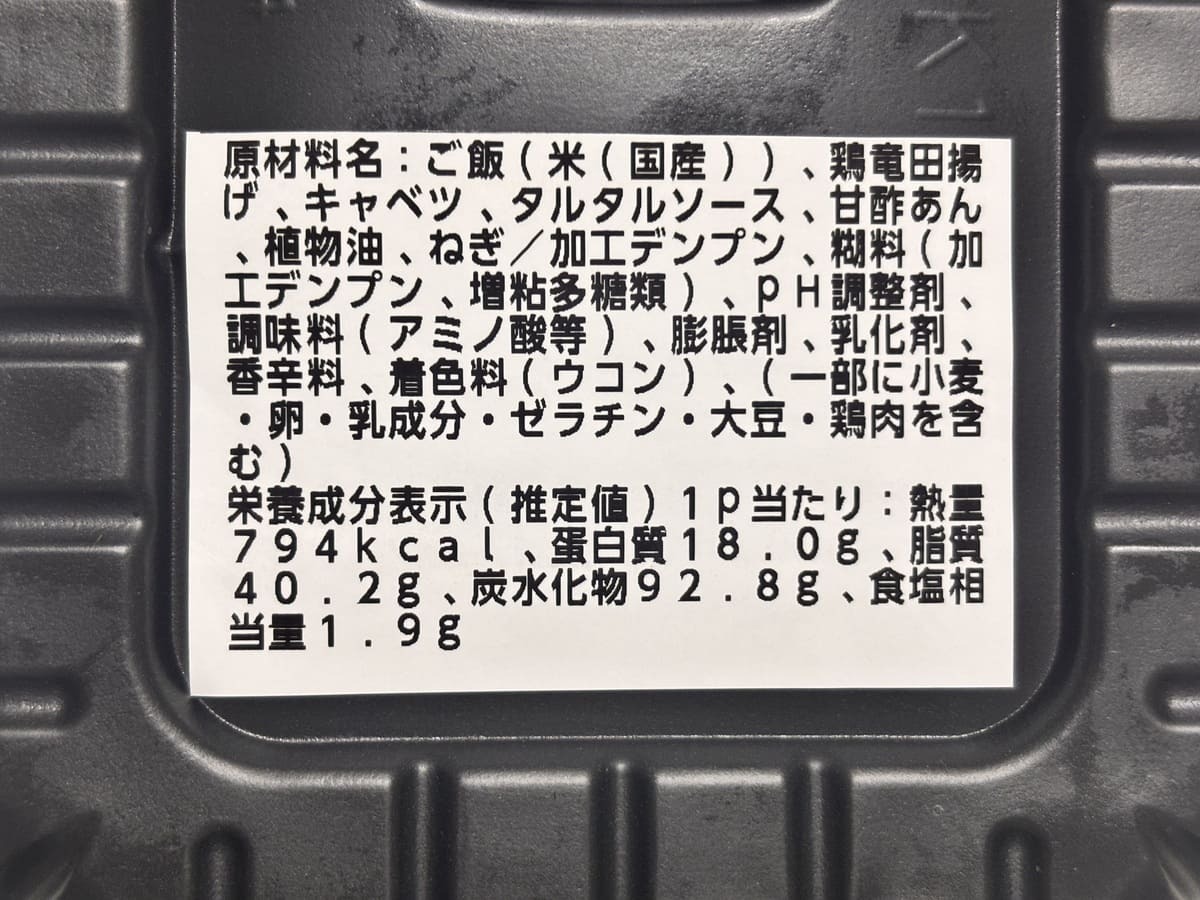 原材料名：ご飯（米（国産））、鶏竜田揚
げ、キャベツ、タルタルソース、甘酢あん
、植物油、ねぎ／加工デンプン、糊料（加
工デンプン、増粘多糖類）、ｐＨ調整剤、
調味料（アミノ酸等）、膨脹剤、乳化剤、
香辛料、着色料（ウコン）、（一部に小麦
・卵・乳成分・ゼラチン・大豆・鶏肉を含
む）
栄養成分表示（推定値）１ｐ当たり：熱量
７９４ｋｃａｌ、蛋白質１８．０ｇ、脂質
４０．２ｇ、炭水化物９２．８ｇ、食塩相
当量１．９ｇ